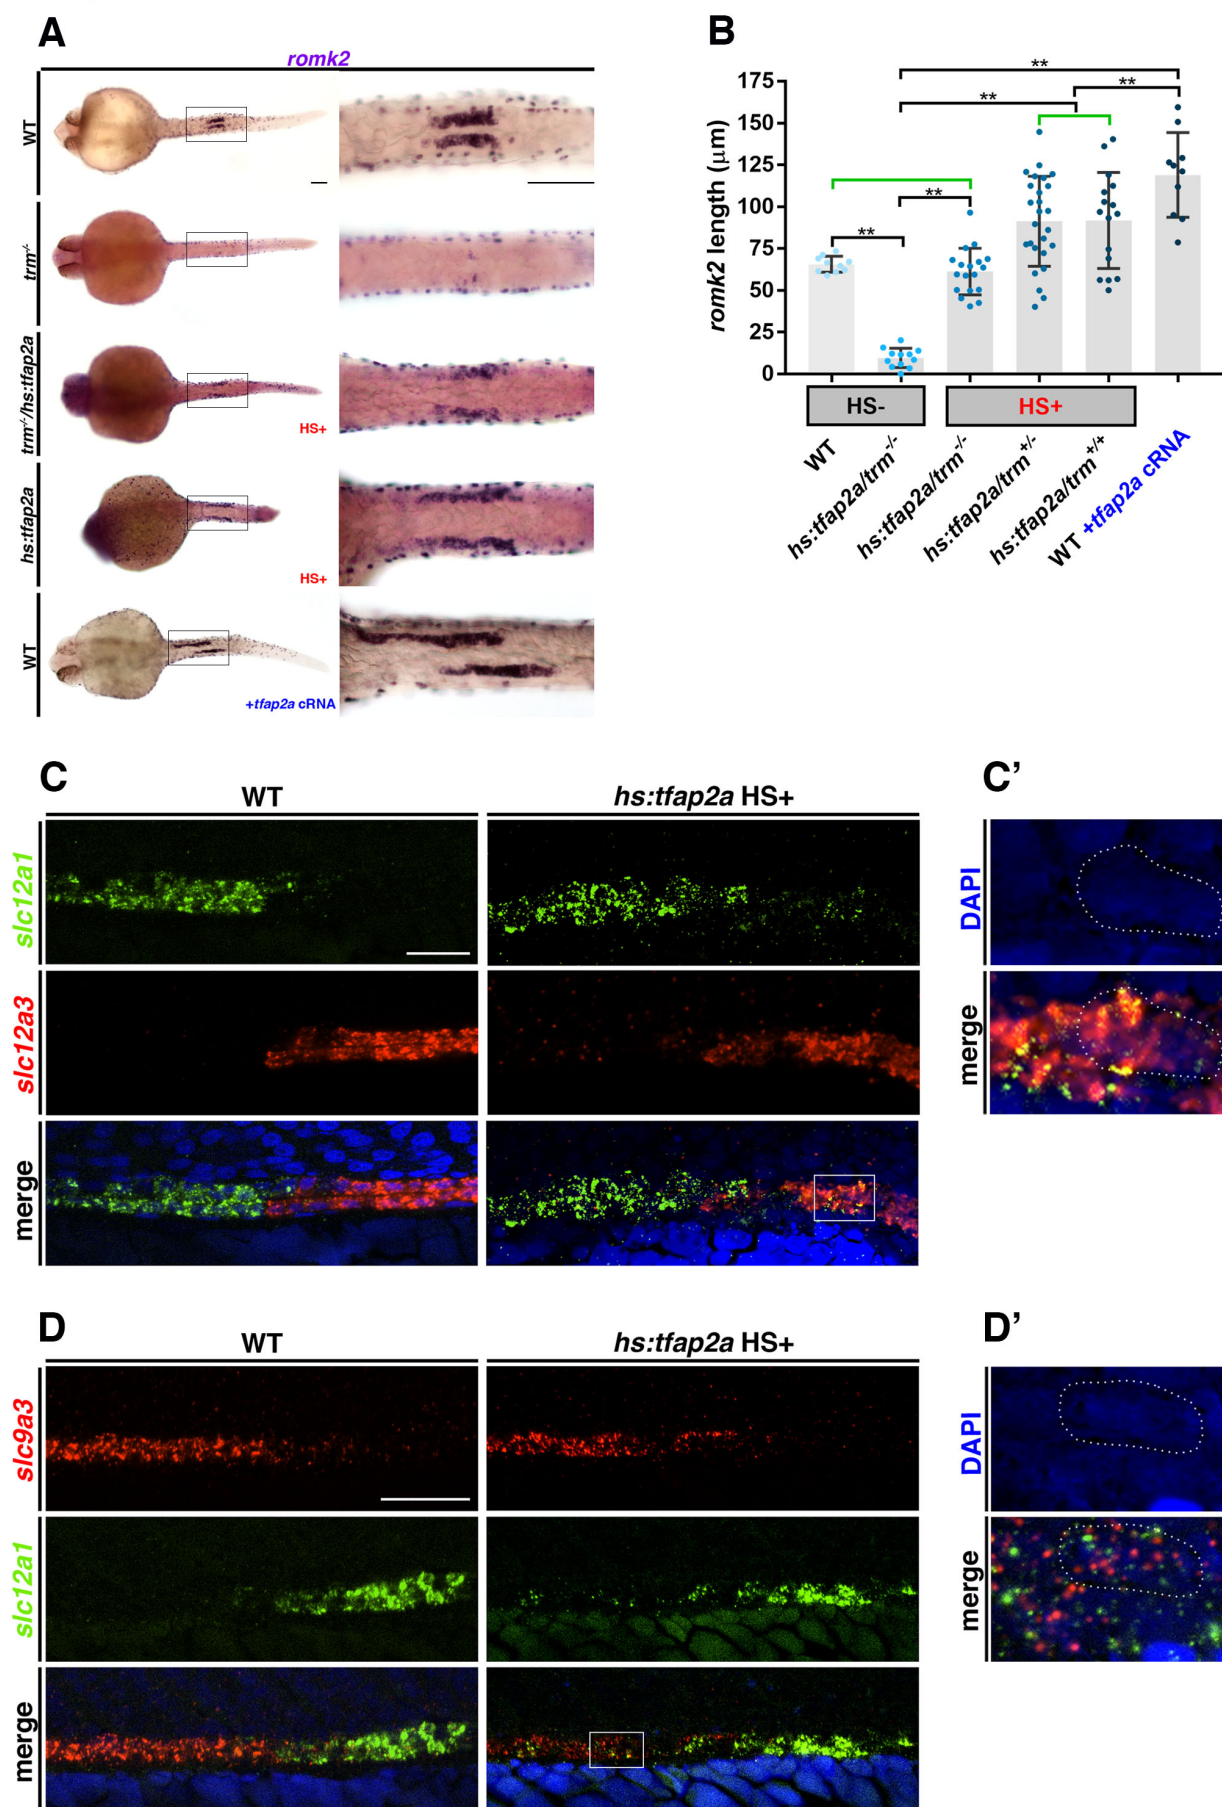 A
romk2
WT
trm-/-
trm-/-/hs:tfap2a
HS+
hs:tfap2a
HS+
WT
+tfap2a cRNA
B
romk2 length (μm)
175
150
125
100
75
50
25
0
**
**
**
**
**
HS-
HS+
WT
hs:tfap2a/trm-/-
hs:tfap2a/trm-/-
hs:tfap2a/trm+/-
hs:tfap2a/trm+/+
WT +tfap2a cRNA
C
WT
hs:tfap2a HS+
slc12a1
slc12a3
merge
C’
DAPI
merge
D
WT
hs:tfap2a HS+
slc9a3
slc12a1
merge
D’
DAPI
merge